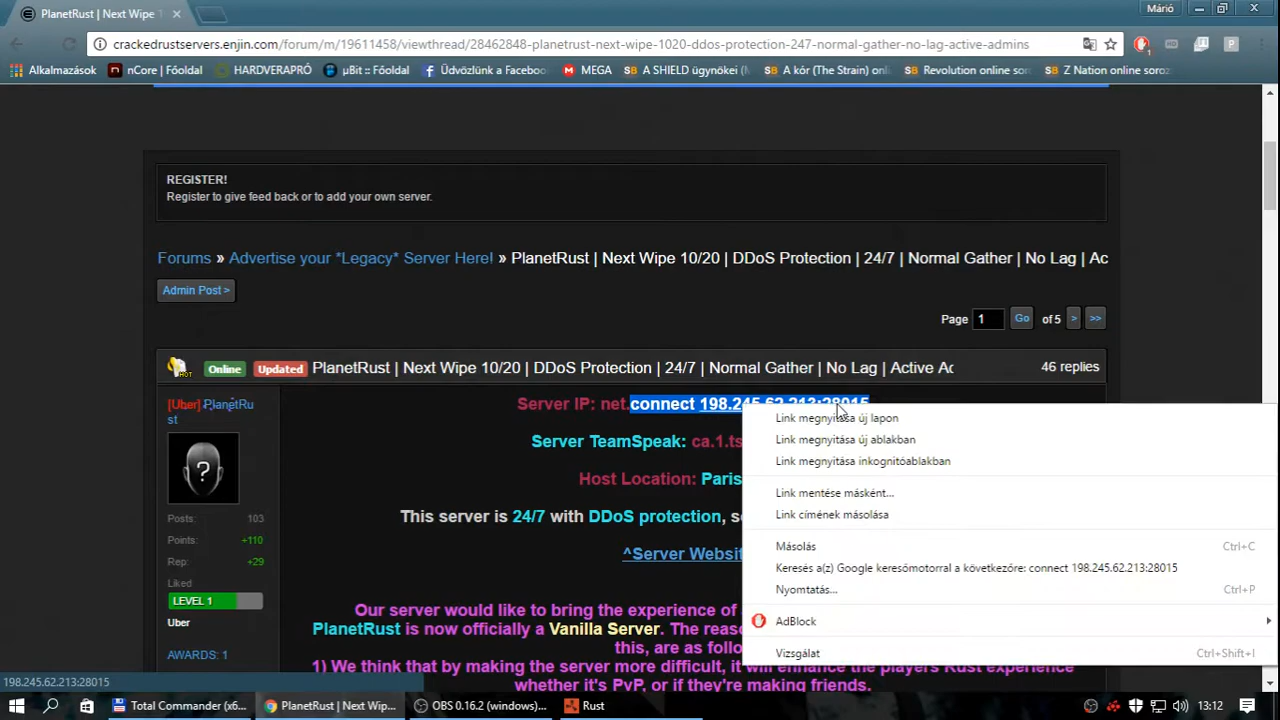 PlanetRust | Next Wipe 1
Márió
crackedrustservers.enjin.com/forum/m/19611458/viewthread/28462848-planetrust-next-wipe-1020-ddos-protection-247-normal-gather-no-lag-active-admins
Alkalmazások
nCore | Főoldal
HARDVERAPRÓ
µBit :: Főoldal
Üdvözlünk a Faceboo
MEGA
A SHIELD ügynökei (M
A kór (The Strain) onli
Revolution online sor
Z Nation online soroz
REGISTER!
Register to give feed back or to add your own server.
Forums » Advertise your *Legacy* Server Here! » PlanetRust | Next Wipe 10/20 | DDoS Protection | 24/7 | Normal Gather | No Lag | Ac
Admin Post >
Page 1 Go of 5 > >>
Online Updated PlanetRust | Next Wipe 10/20 | DDoS Protection | 24/7 | Normal Gather | No Lag | Active Ac 46 replies
[Uber] PlanetRu
st
Posts: 103
Points: +110
Rep: +29
Liked
LEVEL 1
Uber
AWARDS: 1
Server IP: net.connect 198.245.62.213:28015
Server TeamSpeak: ca.1.ts
Host Location: Paris
This server is 24/7 with DDoS protection, s
^Server Websit
Our server would like to bring the experience of
PlanetRust is now officially a Vanilla Server. The reaso
this, are as follo
1) We think that by making the server more difficult, it will enhance the players Rust experience
whether it's PvP, or if they're making friends.
Link megnyitása új lapon
Link megnyitása új ablakban
Link megnyitása inkognitóablakban
Link mentése másként...
Link címének másolása
Másolás Ctrl+C
Keresés a(z) Google keresőmotorral a következőre: connect 198.245.62.213:28015
Nyomtatás... Ctrl+P
AdBlock
Vizsgálat Ctrl+Shift+I
198.245.62.213:28015
Total Commander (x6...
PlanetRust | Next Wip...
OBS 0.16.2 (windows)...
Rust
13:12